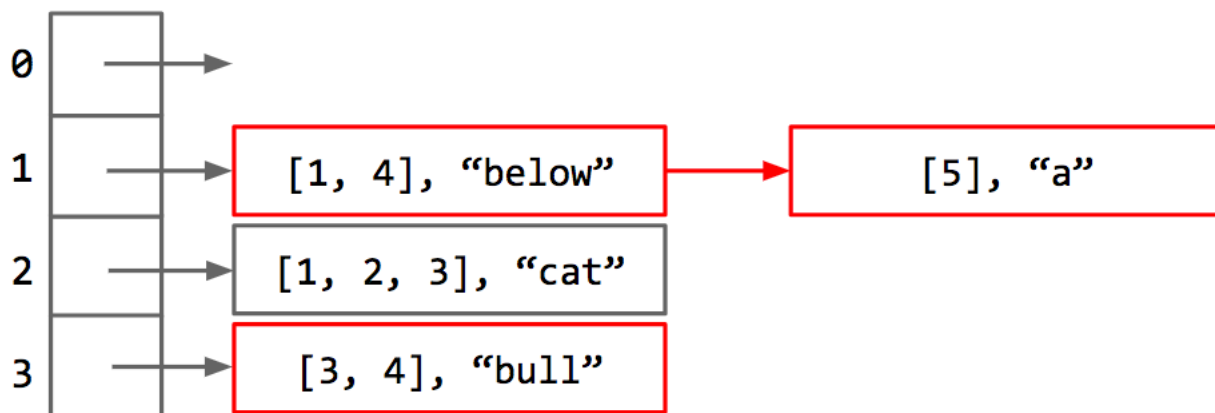 0
1 [1, 4], “below” [5], “a”
2 [1, 2, 3], “cat”
3 [3, 4], “bull”